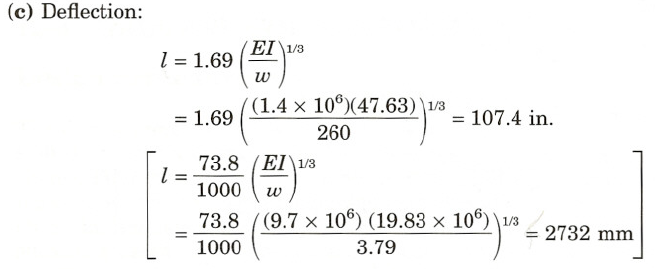 (c) Deflection:
l = 1.69 (EI/w)^1/3
= 1.69 ((1.4 × 10^6)(47.63)/260)^1/3 = 107.4 in.
[l = 73.8/1000 (EI/w)^1/3
= 73.8/1000 ((9.7 × 10^6) (19.83 × 10^6)/3.79)^1/3 = 2732 mm]